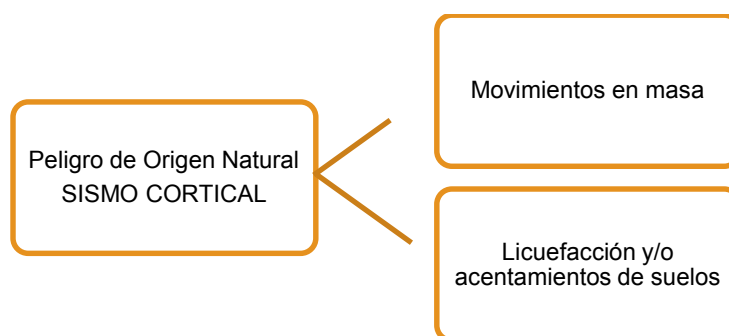 Peligro de Origen Natural
SISMO CORTICAL
Movimientos en masa
Licuefacción y/o
acentamientos de suelos